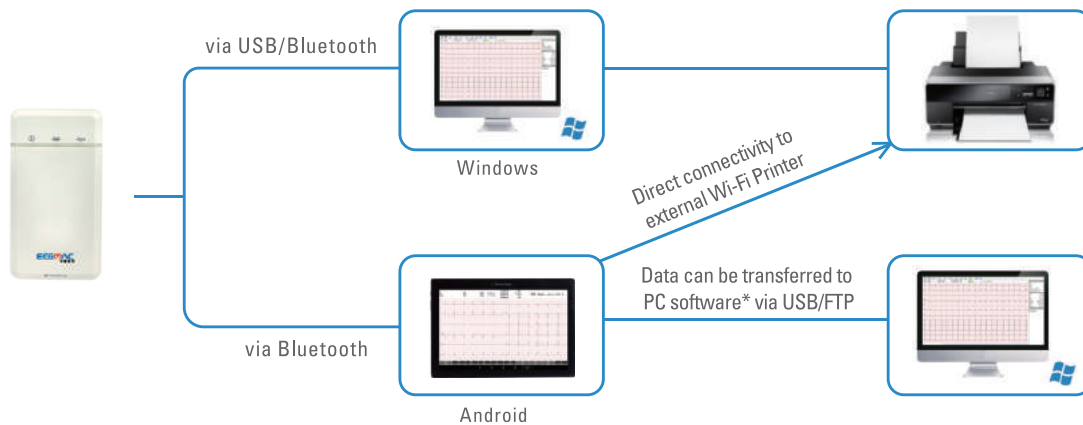 via USB/Bluetooth
Windows
Direct connectivity to
external Wi-Fi Printer
Data can be transferred to
PC software* via USB/FTP
via Bluetooth
Android